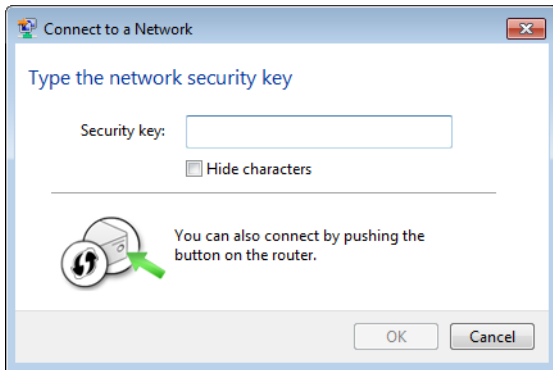 Connect to a Network
Type the network security key
Security key:
Hide characters
You can also connect by pushing the
button on the router.
OK
Cancel